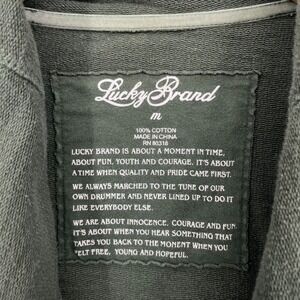 Lucky Brand
m
100% COTTON
MADE IN CHINA
RN 80318
LUCKY BRAND IS ABOUT A MOMENT IN TIME,
ABOUT FUN, YOUTH AND COURAGE. IT'S ABOUT
A TIME WHEN QUALITY AND PRIDE CAME FIRST.
WE ALWAYS MARCHED TO THE TUNE OF OUR
OWN DRUMMER AND NEVER LINED UP TO DO IT
LIKE EVERYBODY ELSE.
WE ARE ABOUT INNOCENCE, COURAGE AND FUN.
IT'S ABOUT WHEN YOU HEAR SOMETHING THAT
TAKES YOU BACK TO THE MOMENT WHEN YOU
FELT FREE, YOUNG AND HOPEFUL.